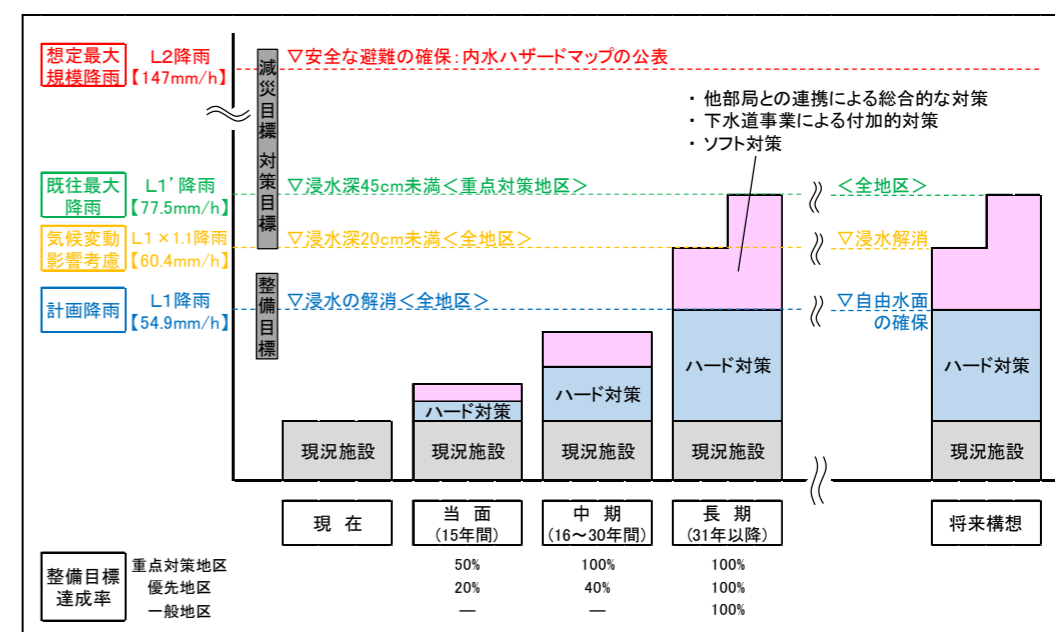 想定最大
規模降雨
L2降雨
【147mm/h】
減災目標
▽安全な避難の確保：内水ハザードマップの公表
・ 他部局との連携による総合的な対策
・ 下水道事業による付加的対策
・ ソフト対策
対策目標
既往最大
降雨
L1’降雨
【77.5mm/h】
▽浸水深45cm未満＜重点対策地区＞
＜全地区＞
気候変動
影響考慮
L1×1.1降雨
【60.4mm/h】
▽浸水深20cm未満＜全地区＞
▽浸水解消
整備目標
計画降雨
L1降雨
【54.9mm/h】
▽浸水の解消＜全地区＞
▽自由水面
の確保
ハード対策
ハード対策
ハード対策
ハード対策
現況施設
現況施設
現況施設
現況施設
現況施設
現 在
当 面
(15年間)
中 期
(16～30年間)
長 期
(31年以降)
将来構想
整備目標
達成率
重点対策地区 50% 100% 100%
優先地区 20% 40% 100%
一般地区 ― ― 100%